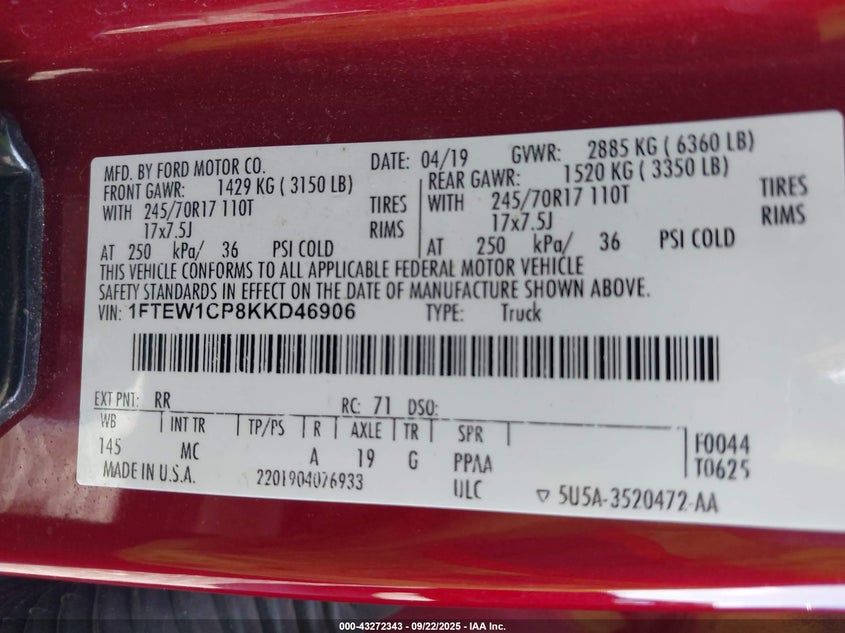 MFD. BY FORD MOTOR CO. DATE: 04/19 GVWR: 2885 KG ( 6360 LB)
FRONT GAWR: 1429 KG ( 3150 LB) REAR GAWR: 1520 KG ( 3350 LB)
WITH 245/70R17 110T TIRES WITH 245/70R17 110T TIRES
17x7.5J RIMS 17x7.5J RIMS
AT 250 kPa/ 36 PSI COLD AT 250 kPa/ 36 PSI COLD
THIS VEHICLE CONFORMS TO ALL APPLICABLE FEDERAL MOTOR VEHICLE
SAFETY STANDARDS IN EFFECT ON THE DATE OF MANUFACTURE SHOWN ABOVE.
VIN: 1FTEW1CP8KKD46906 TYPE: Truck
EXT PNT: RR RC: 71 DSO:
WB INT TR TP/PS R AXLE TR SPR F0044
145 MC A 19 G PPAA T0625
MADE IN U.S.A. 2201904076933 ULC 5U5A-3520472-AA
000-43272343 - 09/22/2025 - IAA Inc.